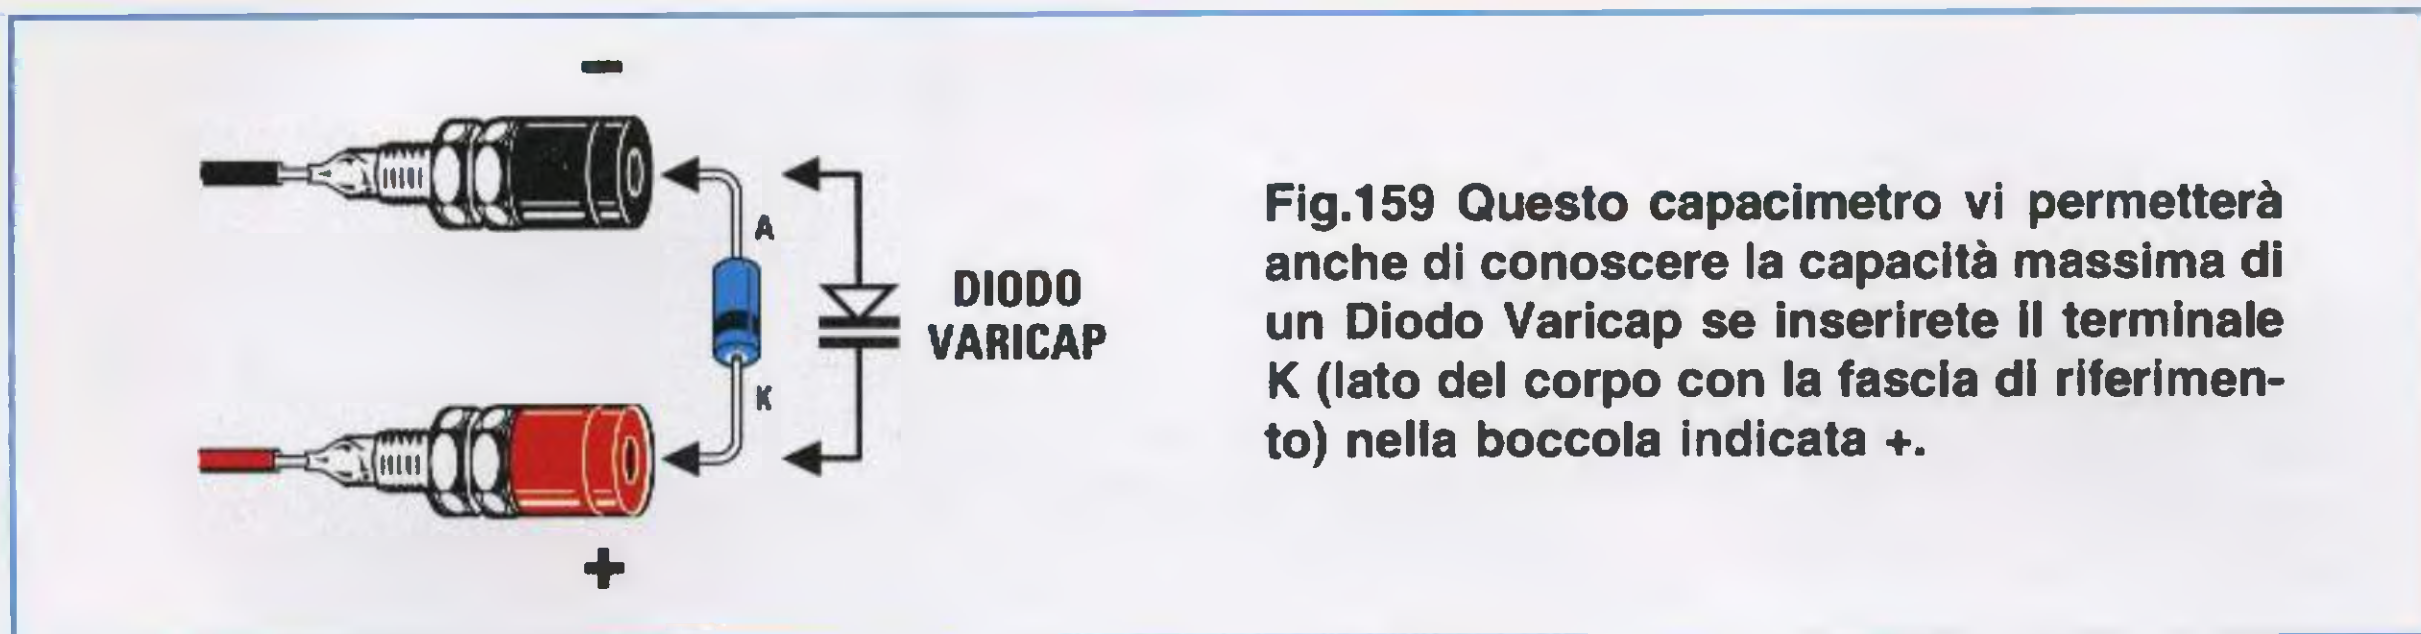 -
A
K
DIODO
VARICAP
+
Fig.159 Questo capacimetro vi permetterà
anche di conoscere la capacità massima di
un Diodo Varicap se inserirete il terminale
K (lato del corpo con la fascia di riferimen-
to) nella boccola indicata +.